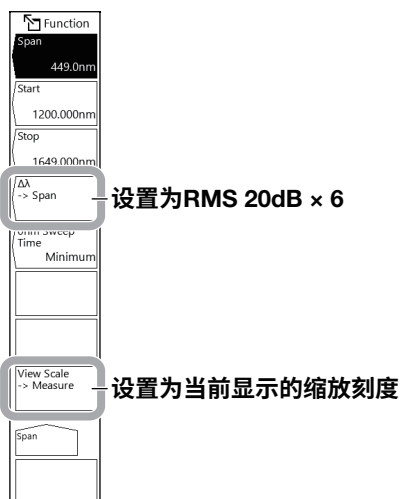 Function
Span
449.0nm
Start
1200.000nm
Stop
1649.000nm
Δλ
-> Span
设置为RMS 20dB × 6
0nm Sweep
Time
Minimum
View Scale
-> Measure
设置为当前显示的缩放刻度
Span